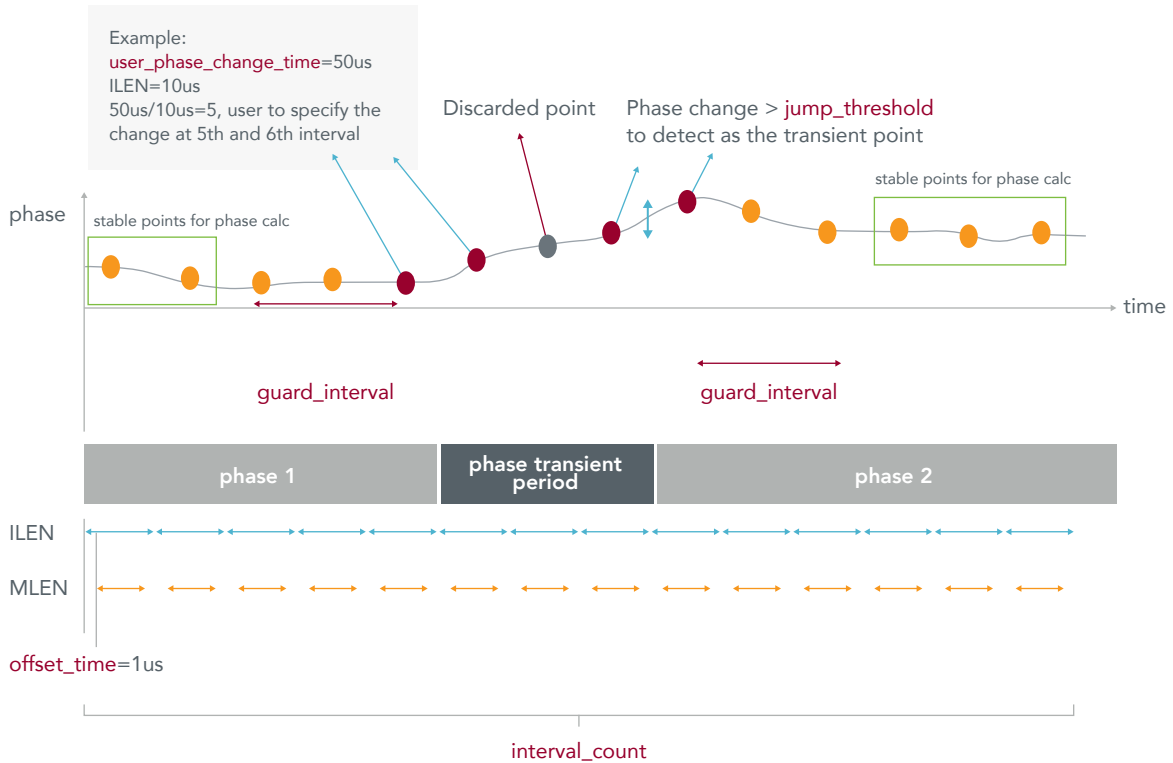 Example:
user_phase_change_time=50us
ILEN=10us
50us/10us=5, user to specify the
change at 5th and 6th interval
Discarded point
Phase change > jump_threshold
to detect as the transient point
phase
stable points for phase calc
stable points for phase calc
time
guard_interval
guard_interval
phase 1
phase transient
period
phase 2
ILEN
MLEN
offset_time=1us
interval_count